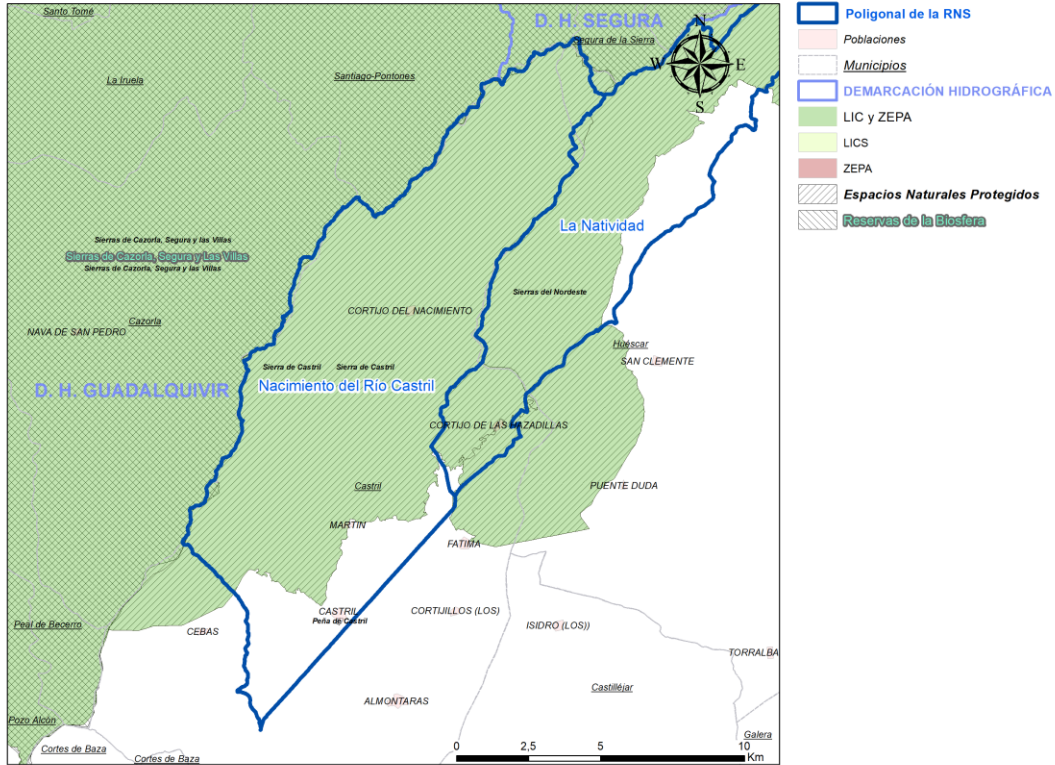 Santo Tomé
D. H. SEGURA
N
Segura de la Sierra
W
E
S
La Iruela
Santiago-Pontones
La Natividad
Sierras de Cazorla, Segura y las Villas
Sierras de Cazorla, Segura y Las Villas
Sierras de Cazorla, Segura y las Villas
Sierras del Nordeste
CORTIJO DEL NACIMIENTO
Cazorla
NAVA DE SAN PEDRO
Huéscar
SAN CLEMENTE
Sierra de Castril
Sierra de Castril
D. H. GUADALQUIVIR
Nacimiento del Río Castril
CORTIJO DE LAS VAZADILLAS
Castril
PUENTE DUDA
MARTIN
FATIMA
CASTRIL
Peña de Castril
CORTIJILLOS (LOS)
CEBAS
Peal de Becerro
ISIDRO (LOS))
TORRALBA
Castilléjar
ALMONTARAS
Pozo Alcón
Galera
Cortes de Baza
Cortes de Baza
0
2,5
5
10
Km
Poligonal de la RNS
Poblaciones
Municipios
DEMARCACIÓN HIDROGRÁFICA
LIC y ZEPA
LICS
ZEPA
Espacios Naturales Protegidos
Reservas de la Biosfera